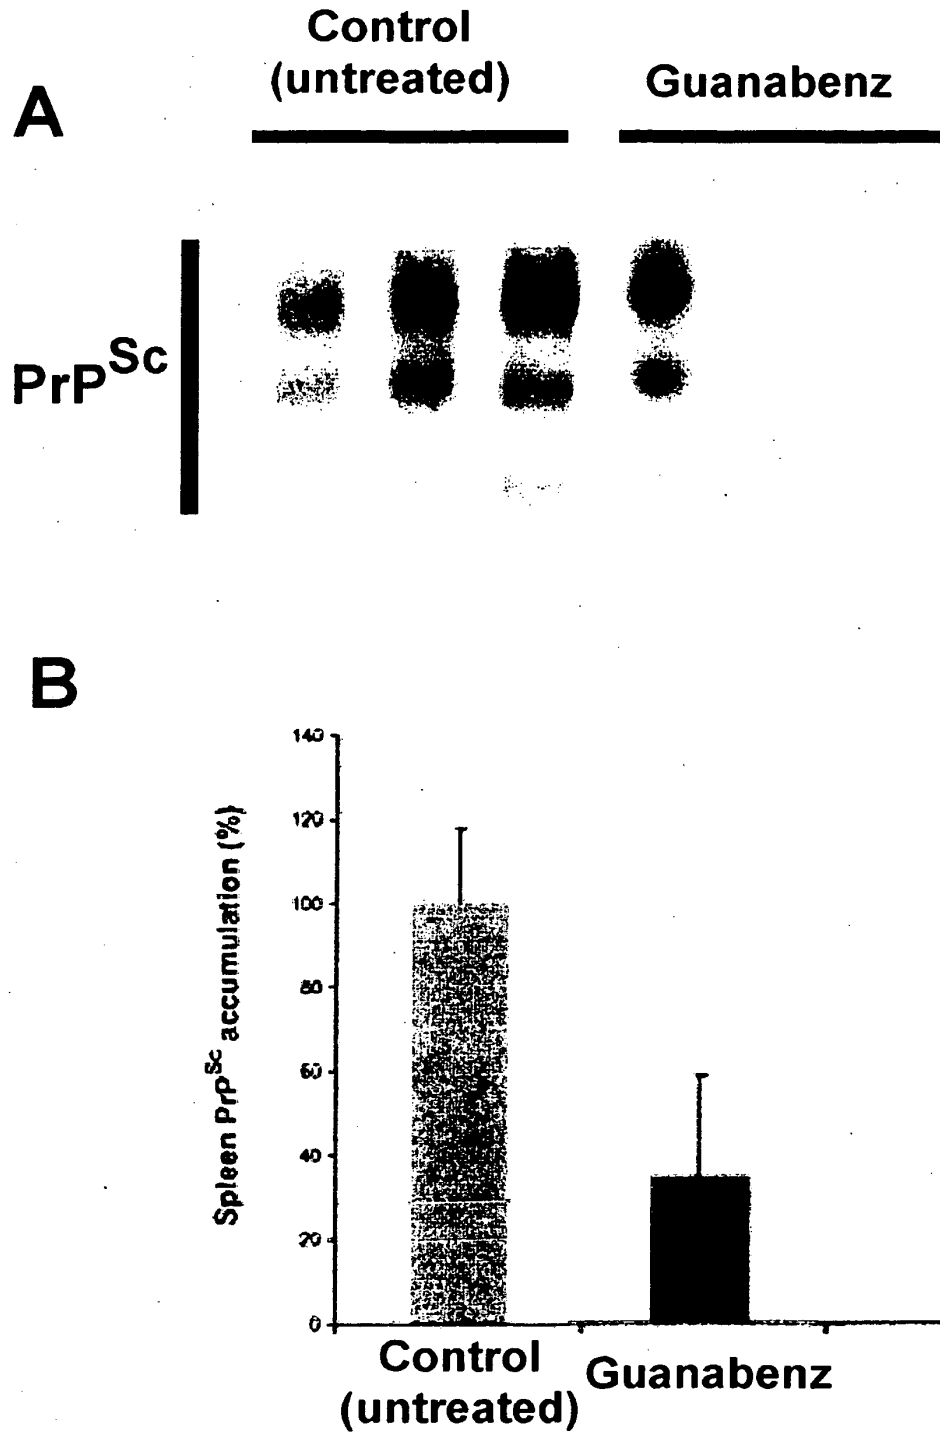 Control
(untreated)
Guanabenz
A
PrPSc
B
140
120
100
80
60
40
20
0
Spleen PrPSc accumulation (%)
Control
(untreated)
Guanabenz